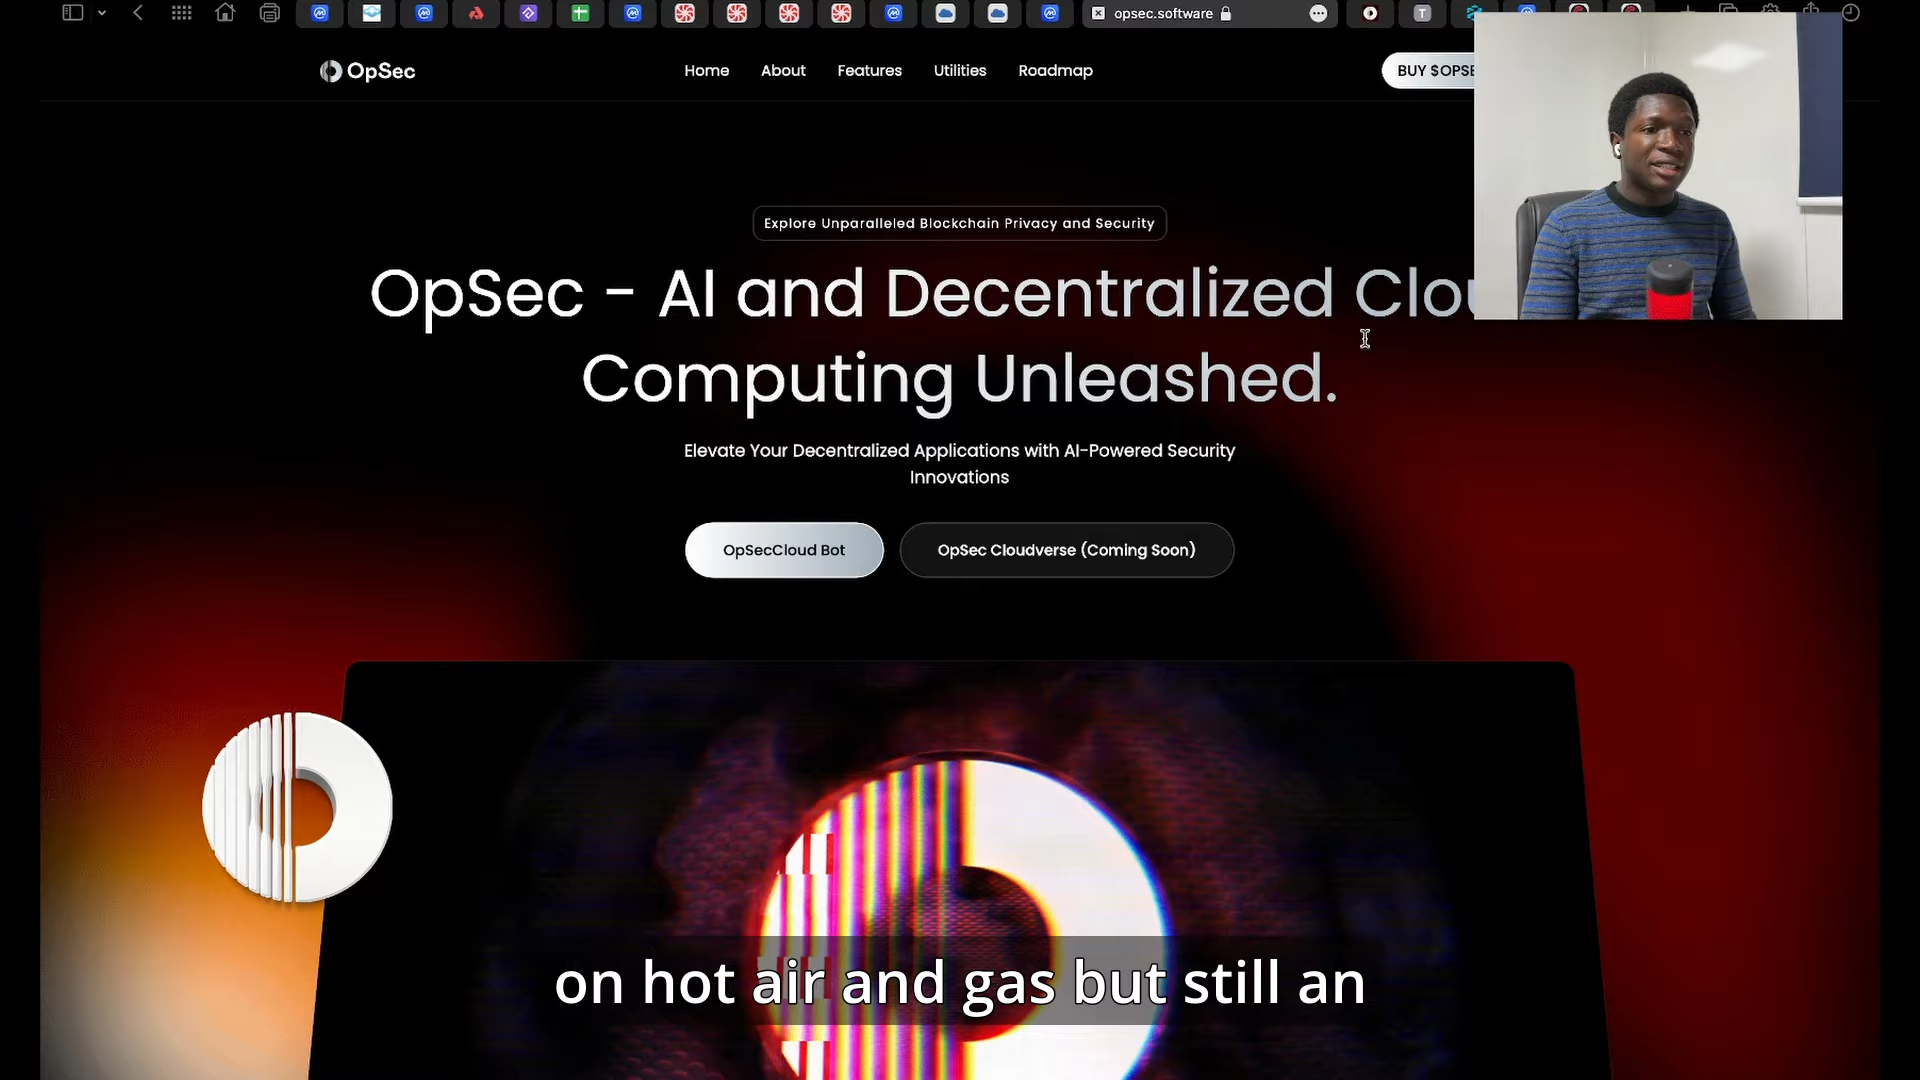 opsec.software
OpSec
Home
About
Features
Utilities
Roadmap
BUY $OPSE
Explore Unparalleled Blockchain Privacy and Security
OpSec - AI and Decentralized Clou
Computing Unleashed.
Elevate Your Decentralized Applications with AI-Powered Security
Innovations
OpSecCloud Bot
OpSec Cloudverse (Coming Soon)
on hot air and gas but still an